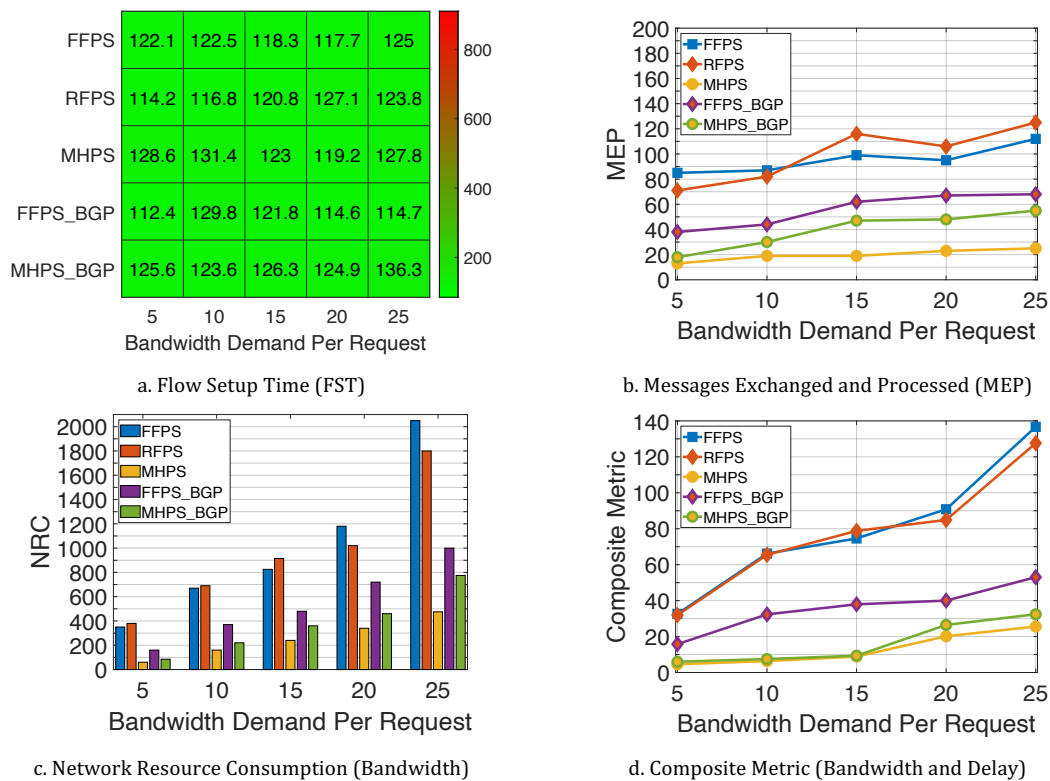 FFPS 122.1 122.5 118.3 117.7 125
RFPS 114.2 116.8 120.8 127.1 123.8
MHPS 128.6 131.4 123 119.2 127.8
FFPS_BGP 112.4 129.8 121.8 114.6 114.7
MHPS_BGP 125.6 123.6 126.3 124.9 136.3
5 10 15 20 25
Bandwidth Demand Per Request
800
600
400
200
a. Flow Setup Time (FST)
MEP
200
180
160
140
120
100
80
60
40
20
0
FFPS
RFPS
MHPS
FFPS_BGP
MHPS_BGP
5 10 15 20 25
Bandwidth Demand Per Request
b. Messages Exchanged and Processed (MEP)
NRC
2000
1800
1600
1400
1200
1000
800
600
400
200
0
FFPS
RFPS
MHPS
FFPS_BGP
MHPS_BGP
5 10 15 20 25
Bandwidth Demand Per Request
c. Network Resource Consumption (Bandwidth)
Composite Metric
140
120
100
80
60
40
20
0
FFPS
RFPS
MHPS
FFPS_BGP
MHPS_BGP
5 10 15 20 25
Bandwidth Demand Per Request
d. Composite Metric (Bandwidth and Delay)